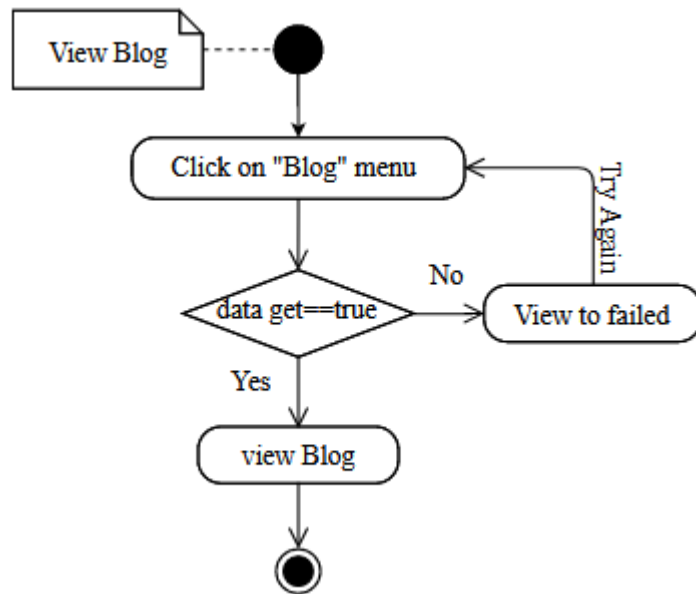 View Blog
Click on "Blog" menu
Try Again
No
data get==true
View to failed
Yes
view Blog